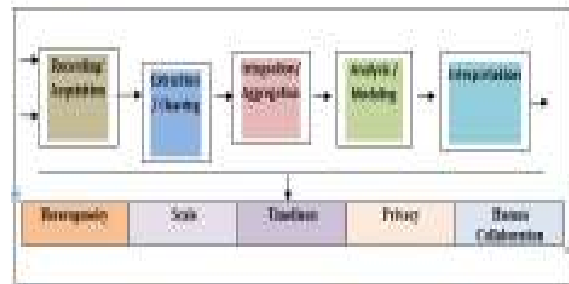 Recording/
Acquisition
Extraction
/ Cleaning
Integration/
Aggregation
Analysis /
Modeling
Interpretation
Heterogeneity
Scale
Timeliness
Privacy
Human
Collaboration